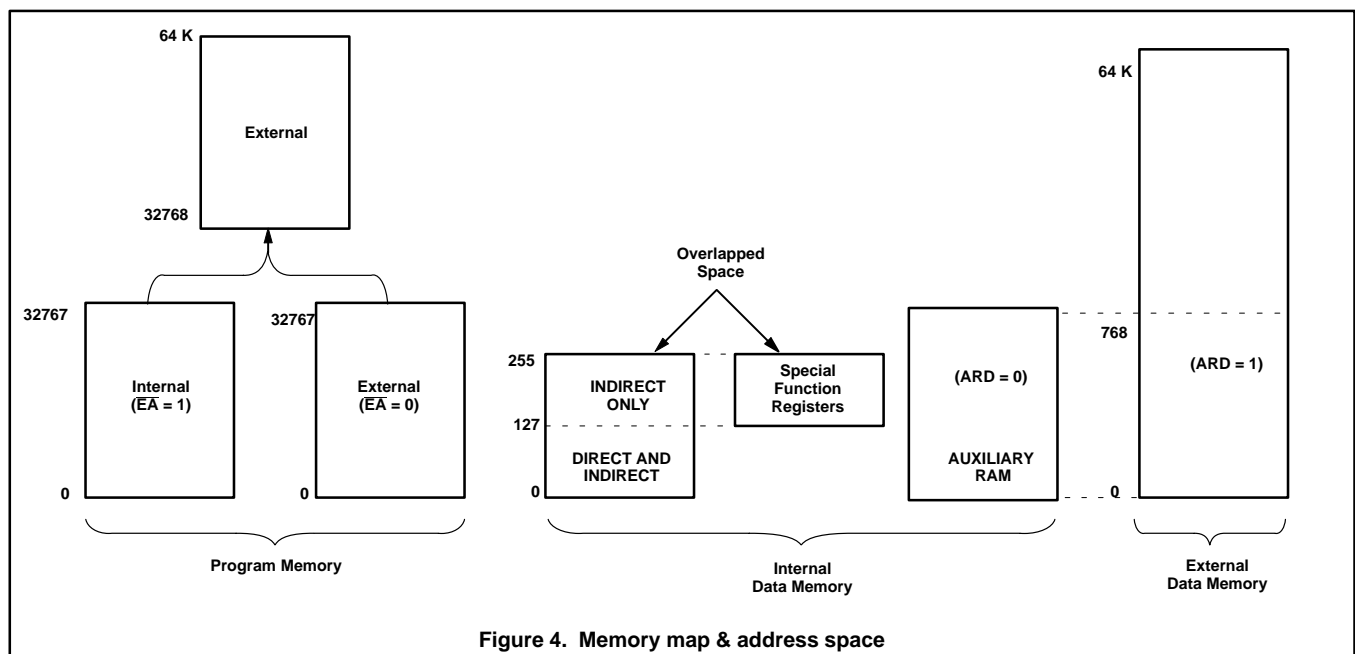 64 K
External
32768
32767
Internal
(EA = 1)
0
32767
External
(EA = 0)
0
Program Memory
Overlapped
Space
255
INDIRECT
ONLY
127
DIRECT AND
INDIRECT
0
Special
Function
Registers
(ARD = 0)
AUXILIARY
RAM
Internal
Data Memory
64 K
768
(ARD = 1)
0
External
Data Memory
Figure 4. Memory map & address space